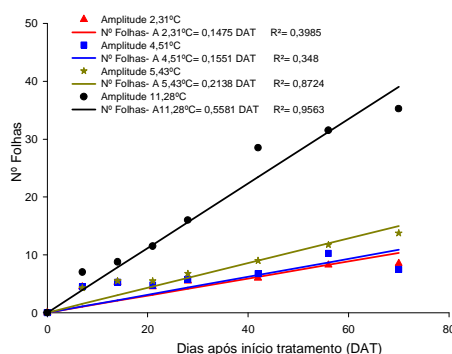 50
Amplitude 2,31ºC
Nº Folhas- A 2,31ºC= 0,1475 DAT R²= 0,3985
Amplitude 4,51ºC
Nº Folhas- A 4,51ºC= 0,1551 DAT R²= 0,348
Amplitude 5,43ºC
Nº Folhas- A 5,43ºC= 0,2138 DAT R²= 0,8724
Amplitude 11,28ºC
Nº Folhas- A11,28ºC= 0,5581 DAT R²= 0,9563
40
30
20
10
0
Nº Folhas
0 20 40 60 80
Dias após início tratamento (DAT)